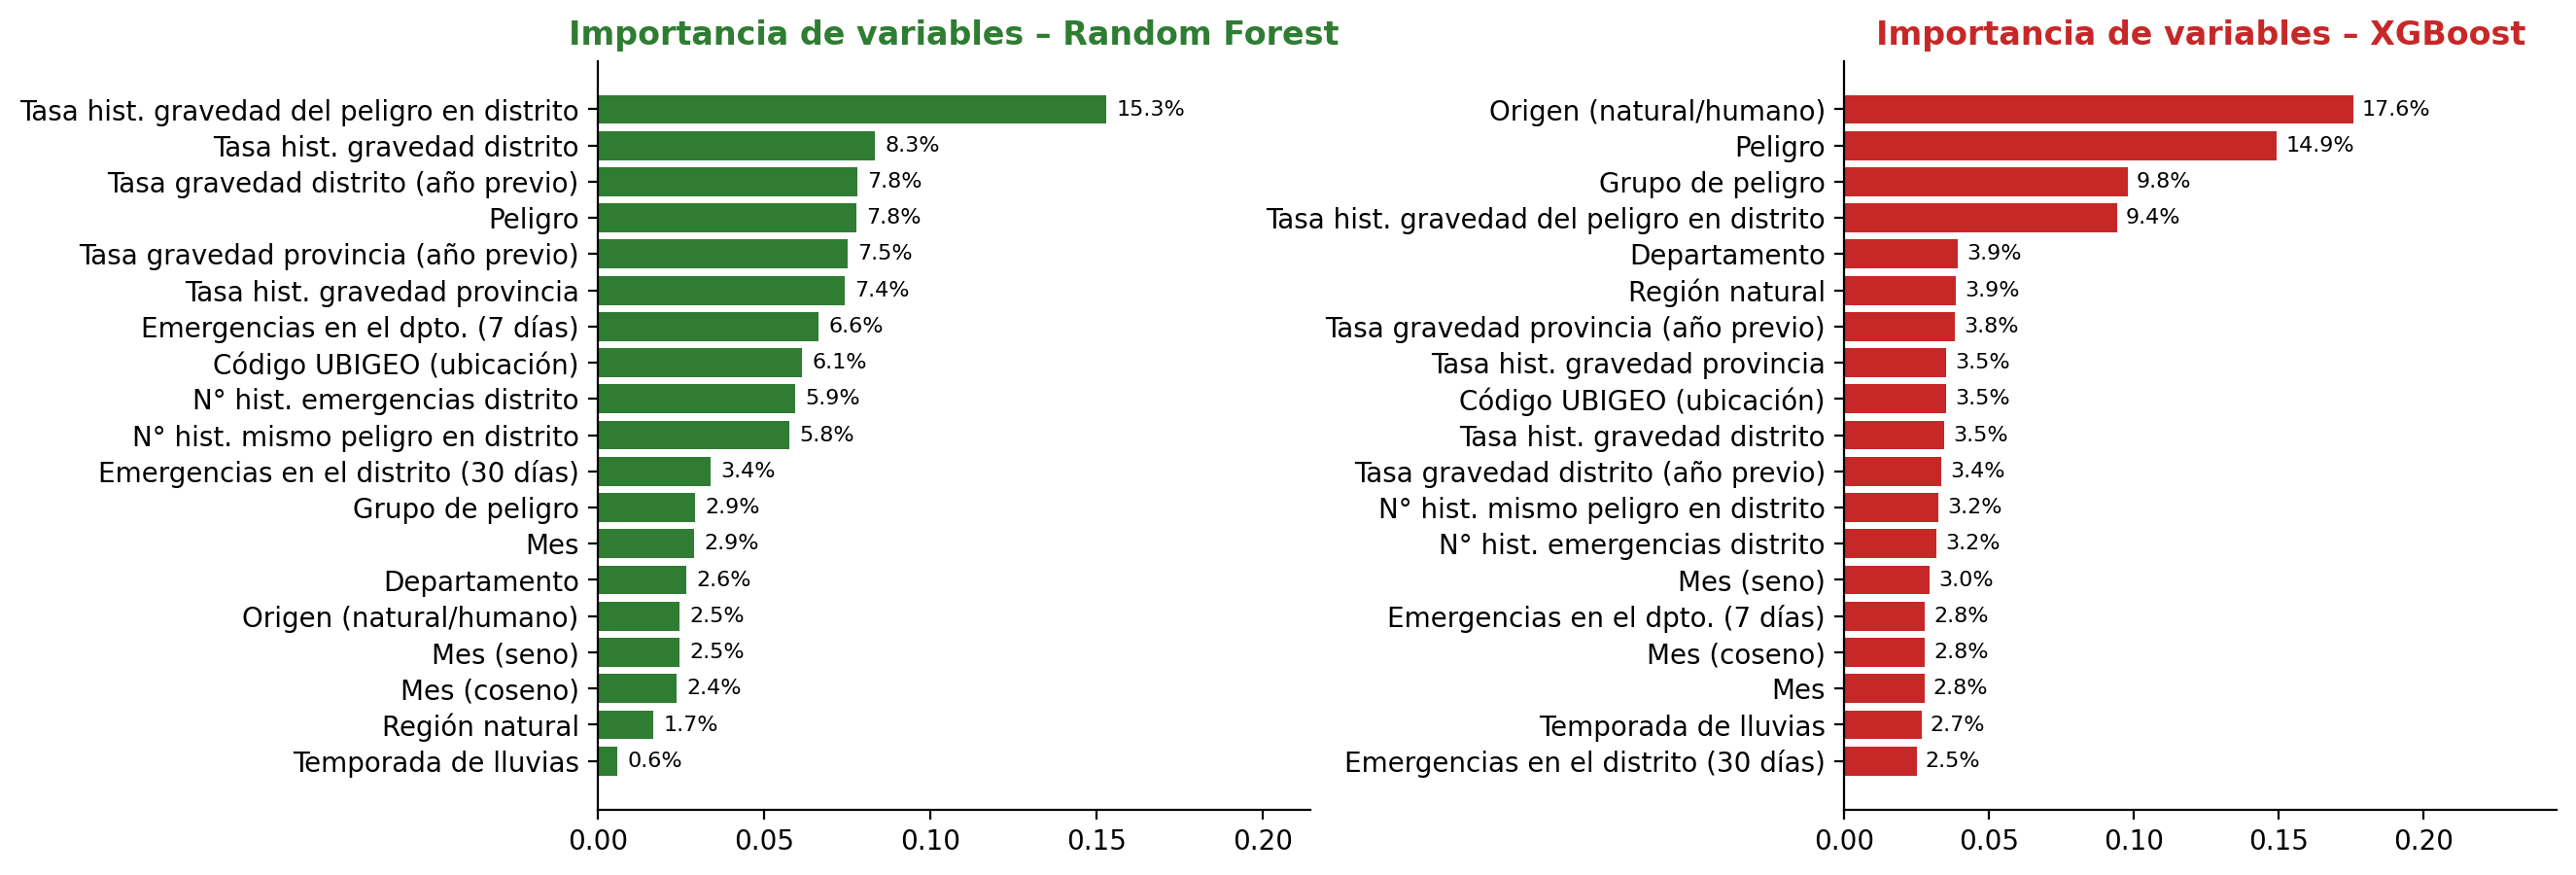 Importancia de variables – Random Forest
Tasa hist. gravedad del peligro en distrito 15.3%
Tasa hist. gravedad distrito 8.3%
Tasa gravedad distrito (año previo) 7.8%
Peligro 7.8%
Tasa gravedad provincia (año previo) 7.5%
Tasa hist. gravedad provincia 7.4%
Emergencias en el dpto. (7 días) 6.6%
Código UBIGEO (ubicación) 6.1%
N° hist. emergencias distrito 5.9%
N° hist. mismo peligro en distrito 5.8%
Emergencias en el distrito (30 días) 3.4%
Grupo de peligro 2.9%
Mes 2.9%
Departamento 2.6%
Origen (natural/humano) 2.5%
Mes (seno) 2.5%
Mes (coseno) 2.4%
Región natural 1.7%
Temporada de lluvias 0.6%
0.00 0.05 0.10 0.15 0.20
Importancia de variables – XGBoost
Origen (natural/humano) 17.6%
Peligro 14.9%
Grupo de peligro 9.8%
Tasa hist. gravedad del peligro en distrito 9.4%
Departamento 3.9%
Región natural 3.9%
Tasa gravedad provincia (año previo) 3.8%
Tasa hist. gravedad provincia 3.5%
Código UBIGEO (ubicación) 3.5%
Tasa hist. gravedad distrito 3.5%
Tasa gravedad distrito (año previo) 3.4%
N° hist. mismo peligro en distrito 3.2%
N° hist. emergencias distrito 3.2%
Mes (seno) 3.0%
Emergencias en el dpto. (7 días) 2.8%
Mes (coseno) 2.8%
Mes 2.8%
Temporada de lluvias 2.7%
Emergencias en el distrito (30 días) 2.5%
0.00 0.05 0.10 0.15 0.20